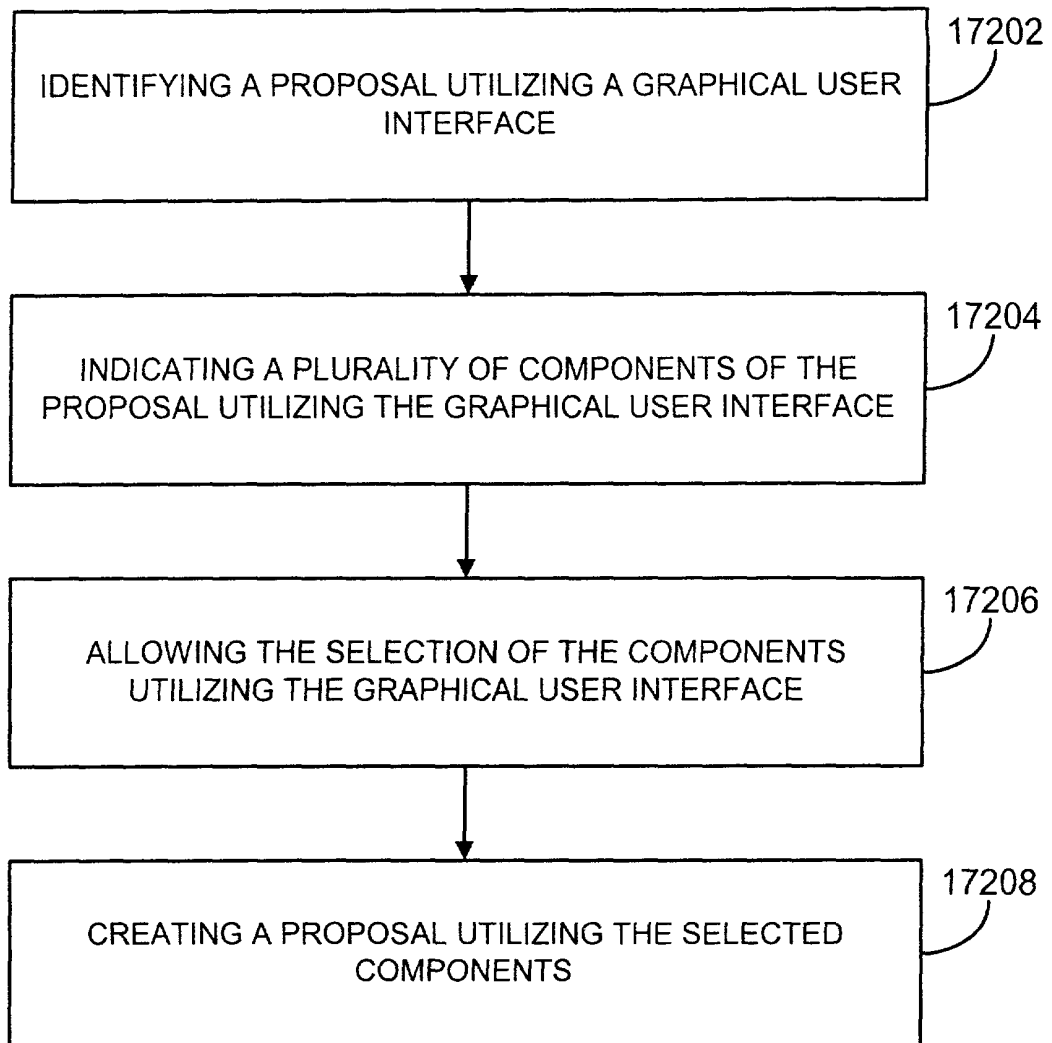 17202
IDENTIFYING A PROPOSAL UTILIZING A GRAPHICAL USER
INTERFACE
17204
INDICATING A PLURALITY OF COMPONENTS OF THE
PROPOSAL UTILIZING THE GRAPHICAL USER INTERFACE
17206
ALLOWING THE SELECTION OF THE COMPONENTS
UTILIZING THE GRAPHICAL USER INTERFACE
17208
CREATING A PROPOSAL UTILIZING THE SELECTED
COMPONENTS